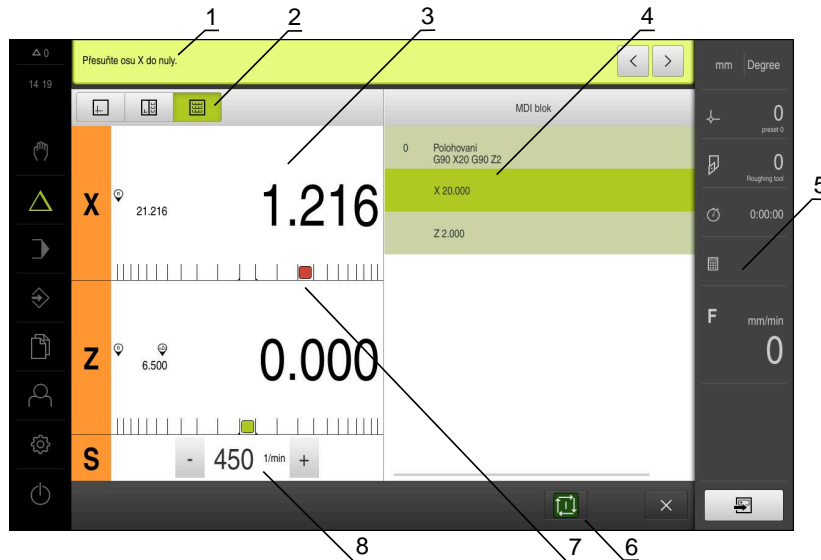 1
2
3
4
0
14 19
Přesuňte osu X do nuly.
< >
mm Degree
MDI blok
0 Polohovani
G90 X20 G90 Z2
X 20.000
Z 2.000
X
R
21.216
1.216
Z
R
6.500
0.000
S
- 450 1/min +
0
preset 0
0
Roughing tool
0:00:00
5
F mm/min
0
8
7
6